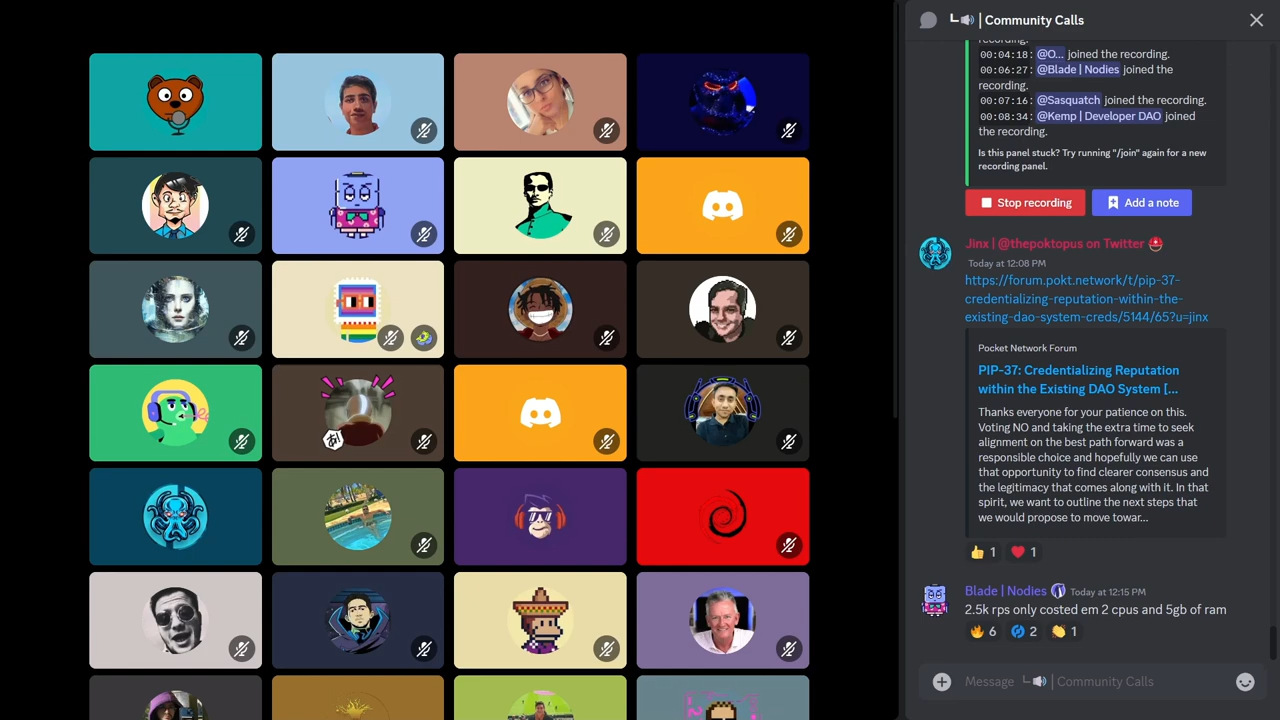 Community Calls
recording.
00:04:18: @O... joined the recording.
00:06:27: @Blade | Nodies joined the
recording.
00:07:16: @Sasquatch joined the recording.
00:08:34: @Kemp | Developer DAO joined
the recording.
Is this panel stuck? Try running "/join" again for a new
recording panel.
Stop recording
Add a note
Jinx | @thepoktopus on Twitter
Today at 12:08 PM
https://forum.pokt.network/t/pip-37-
credentializing-reputation-within-the-
existing-dao-system-creds/5144/65?u=jinx
Pocket Network Forum
PIP-37: Credentializing Reputation
within the Existing DAO System [...
Thanks everyone for your patience on this.
Voting NO and taking the extra time to seek
alignment on the best path forward was a
responsible choice and hopefully we can use
that opportunity to find clearer consensus and
the legitimacy that comes along with it. In that
spirit, we want to outline the next steps that
we would propose to move towar...
1 1
Blade | Nodies Today at 12:15 PM
2.5k rps only costed em 2 cpus and 5gb of ram
6 2 1
Message Community Calls